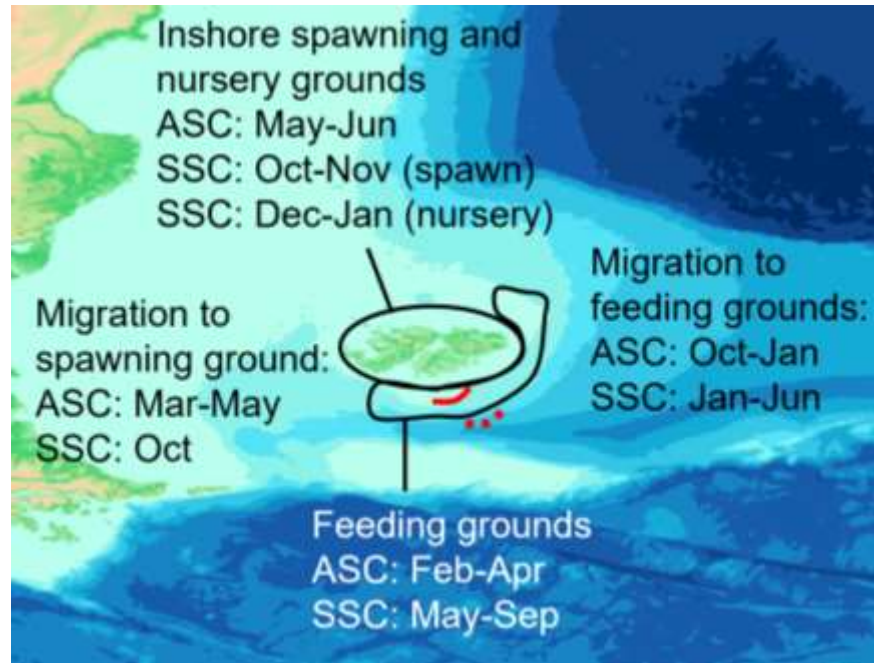 Inshore spawning and
nursery grounds
ASC: May-Jun
SSC: Oct-Nov (spawn)
SSC: Dec-Jan (nursery)
Migration to
spawning ground:
ASC: Mar-May
SSC: Oct
Migration to
feeding grounds:
ASC: Oct-Jan
SSC: Jan-Jun
Feeding grounds
ASC: Feb-Apr
SSC: May-Sep